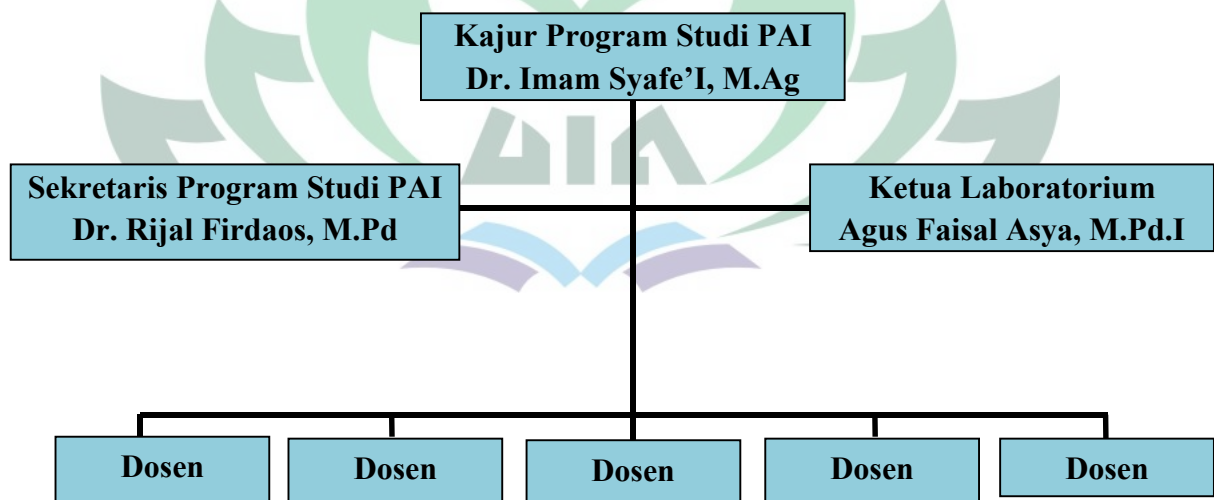 Kajur Program Studi PAI
Dr. Imam Syafe’I, M.Ag
UIN
Sekretaris Program Studi PAI
Dr. Rijal Firdaos, M.Pd
Ketua Laboratorium
Agus Faisal Asya, M.Pd.I
Dosen
Dosen
Dosen
Dosen
Dosen